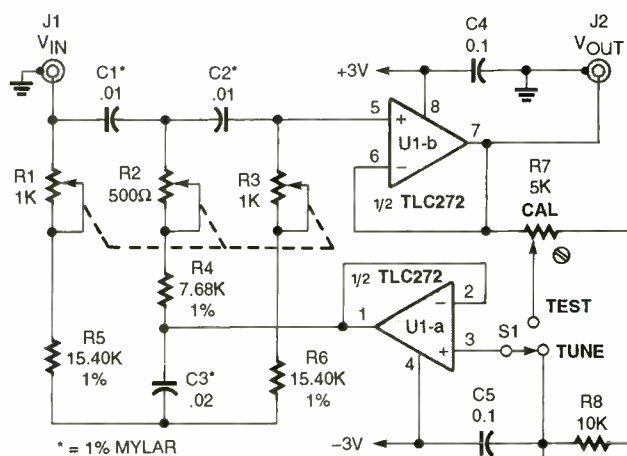 J1
V_IN
C1*
.01
C2*
.01
R1
1K
R2
500Ω
R3
1K
R4
7.68K
1%
R5
15.40K
1%
R6
15.40K
1%
C3*
.02
* = 1% MYLAR
+3V
C4
0.1
J2
V_OUT
8
5
+
U1-b
7
6
−
1/2 TLC272
R7
5K
CAL
1/2 TLC272
1
2
−
U1-a
+
3
4
S1
TEST
TUNE
−3V
C5
0.1
R8
10K